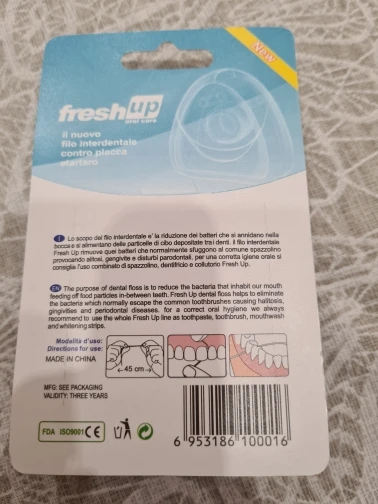 New
fresh up
oral care
il nuovo
filo interdentale
contro placca
etartaro
I Lo scopo del filo interdentale e' la riduzione dei batteri che si annidano nella
bocca e si alimentano delle particelle di cibo depositate tra i denti. il filo interdentale
Fresh Up rimuove quei batteri che normalmente sfuggono al comune spazzolino
provocando alitosi, gengivite e disturbi parodontali. per una corretta igiene orale si
consiglia l'uso combinato di spazzolino, dentifricio e collutorio Fresh Up.
EN The purpose of dental floss is to reduce the bacteria that inhabit our mouth
feeding off food particles in-between teeth. Fresh Up dental floss helps to eliminate
the bacteria which normally escape the common toothbrushes causing halitosis,
gingivities and periodontal diseases. for a correct oral hygiene we always
recommend to use the whole Fresh Up line as toothpaste, toothbrush, mouthwash
and whitening strips.
Modalità d'uso:
Directions for use:
MADE IN CHINA
45 cm
MFG: SEE PACKAGING
VALIDITY: THREE YEARS
FDA ISO9001 CE
6 953186 100016